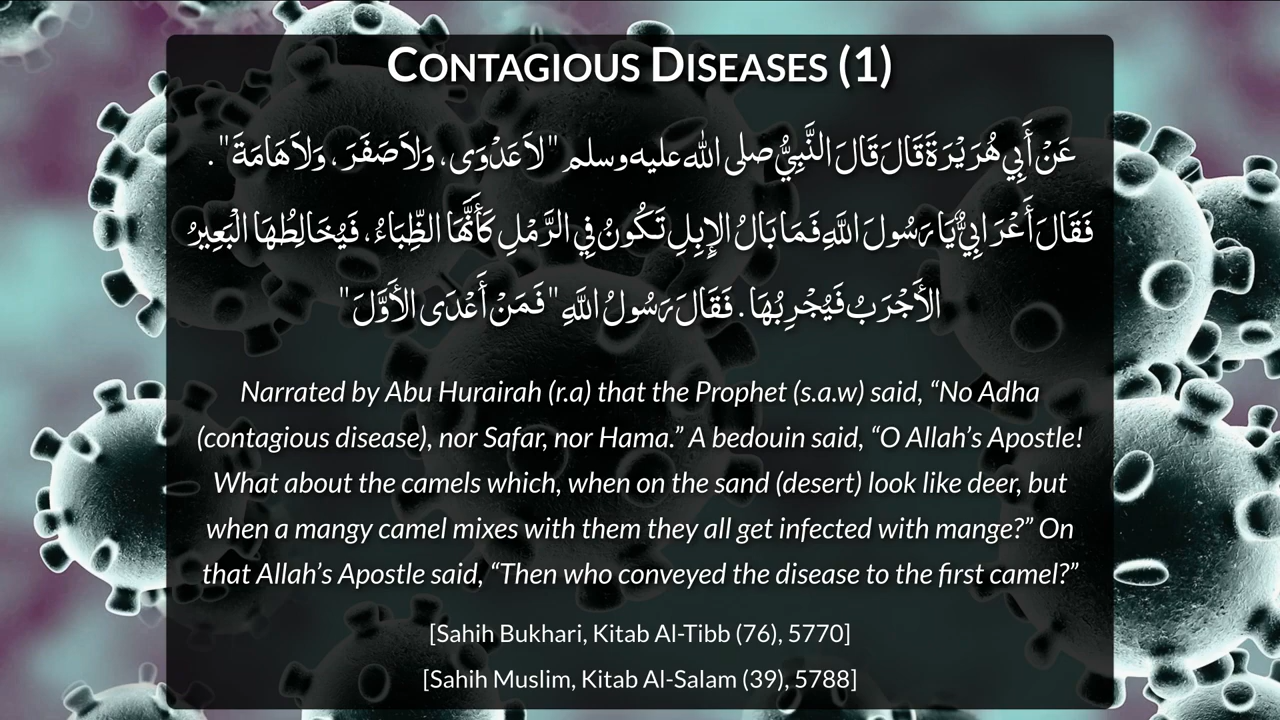 CONTAGIOUS DISEASES (1)
عَنْ أَبِي هُرَيْرَةَ قَالَ قَالَ النَّبِيُّ صلى الله عليه وسلم "لاَ عَدْوَى، وَلاَ صَفَرَ، وَلاَ هَامَةَ".
فَقَالَ أَعْرَابِيٌّ يَا رَسُولَ اللَّهِ فَمَا بَالُ الإِبِلِ تَكُونُ فِي الرَّمْلِ كَأَنَّهَا الظِّبَاءُ، فَيُخَالِطُهَا الْبَعِيرُ
الأَجْرَبُ فَيُجْرِبُهَا. فَقَالَ رَسُولُ اللَّهِ "فَمَنْ أَعْدَى الأَوَّلَ"
Narrated by Abu Hurairah (r.a) that the Prophet (s.a.w) said, “No Adha
(contagious disease), nor Safar, nor Hama.” A bedouin said, “O Allah’s Apostle!
What about the camels which, when on the sand (desert) look like deer, but
when a mangy camel mixes with them they all get infected with mange?” On
that Allah’s Apostle said, “Then who conveyed the disease to the first camel?”
[Sahih Bukhari, Kitab Al-Tibb (76), 5770]
[Sahih Muslim, Kitab Al-Salam (39), 5788]